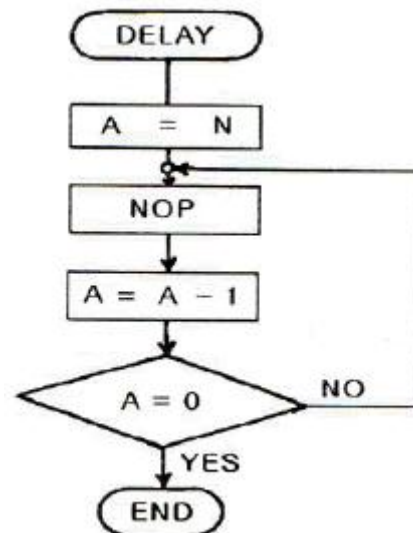 DELAY
A = N
NOP
A = A - 1
A = 0
NO
YES
END